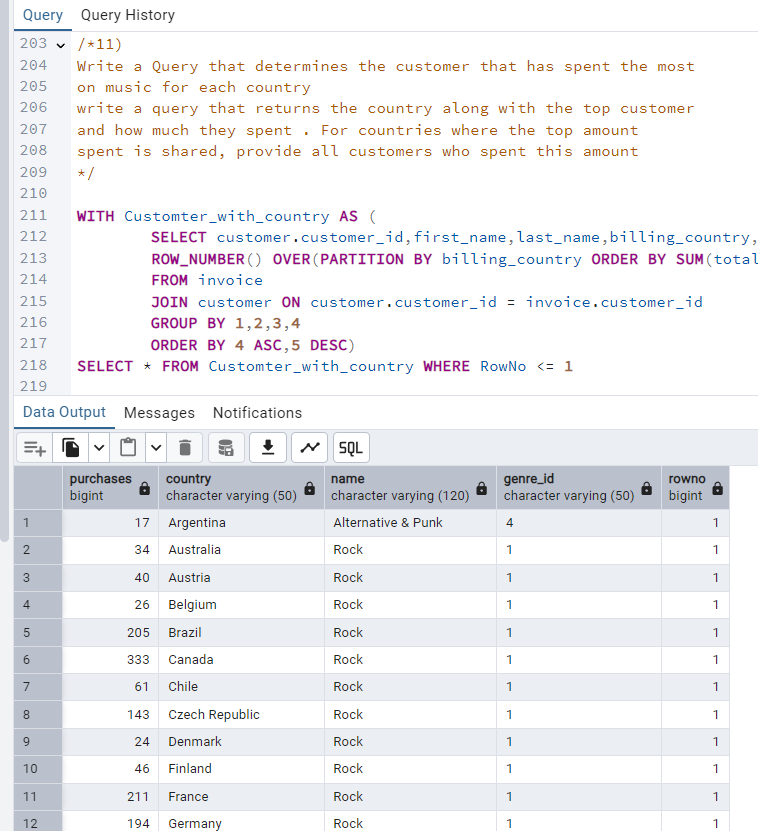 Query Query History
203 /*11)
204 Write a Query that determines the customer that has spent the most
205 on music for each country
206 write a query that returns the country along with the top customer
207 and how much they spent . For countries where the top amount
208 spent is shared, provide all customers who spent this amount
209 */
210
211 WITH Customter_with_country AS (
212 SELECT customer.customer_id,first_name,last_name,billing_country,
213 ROW_NUMBER() OVER(PARTITION BY billing_country ORDER BY SUM(total
214 FROM invoice
215 JOIN customer ON customer.customer_id = invoice.customer_id
216 GROUP BY 1,2,3,4
217 ORDER BY 4 ASC,5 DESC)
218 SELECT * FROM Customter_with_country WHERE RowNo <= 1
219
Data Output Messages Notifications
SQL
purchases country name genre_id rowno
bigint character varying (50) character varying (120) character varying (50) bigint
1 17 Argentina Alternative & Punk 4 1
2 34 Australia Rock 1 1
3 40 Austria Rock 1 1
4 26 Belgium Rock 1 1
5 205 Brazil Rock 1 1
6 333 Canada Rock 1 1
7 61 Chile Rock 1 1
8 143 Czech Republic Rock 1 1
9 24 Denmark Rock 1 1
10 46 Finland Rock 1 1
11 211 France Rock 1 1
12 194 Germany Rock 1 1